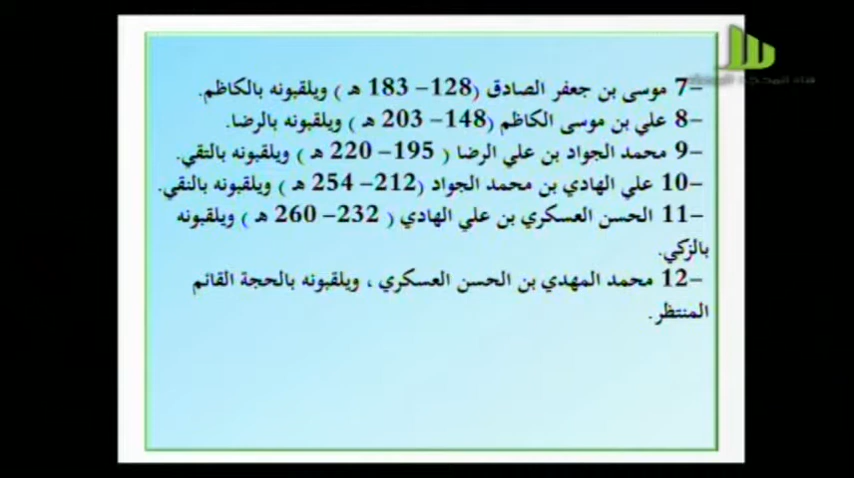 7- موسى بن جعفر الصادق (128– 183 هـ ) ويلقبونه بالكاظم.
8- علي بن موسى الكاظم (148– 203 هـ ) ويلقبونه بالرضا.
9- محمد الجواد بن علي الرضا ( 195– 220 هـ ) ويلقبونه بالتقي.
10- علي الهادي بن محمد الجواد (212– 254 هـ ) ويلقبونه بالنقي.
11- الحسن العسكري بن علي الهادي ( 232– 260 هـ ) ويلقبونه
بالزكي.
12- محمد المهدي بن الحسن العسكري ، ويلقبونه بالحجة القائم
المنتظر.